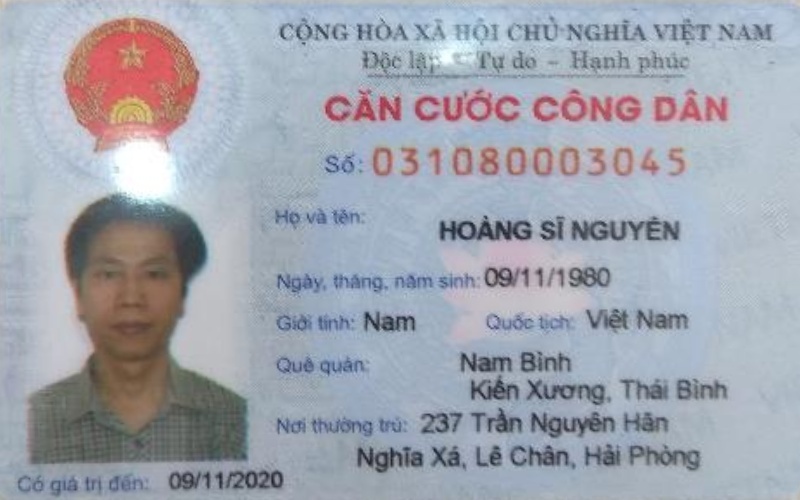 CỘNG HÒA XÃ HỘI CHỦ NGHĨA VIỆT NAM
Độc lập - Tự do - Hạnh phúc
CĂN CƯỚC CÔNG DÂN
Số: 031080003045
Họ và tên: HOÀNG SĨ NGUYÊN
Ngày, tháng, năm sinh: 09/11/1980
Giới tính: Nam Quốc tịch: Việt Nam
Quê quán: Nam Bình
Kiến Xương, Thái Bình
Nơi thường trú: 237 Trần Nguyên Hãn
Nghĩa Xá, Lê Chân, Hải Phòng
Có giá trị đến: 09/11/2020